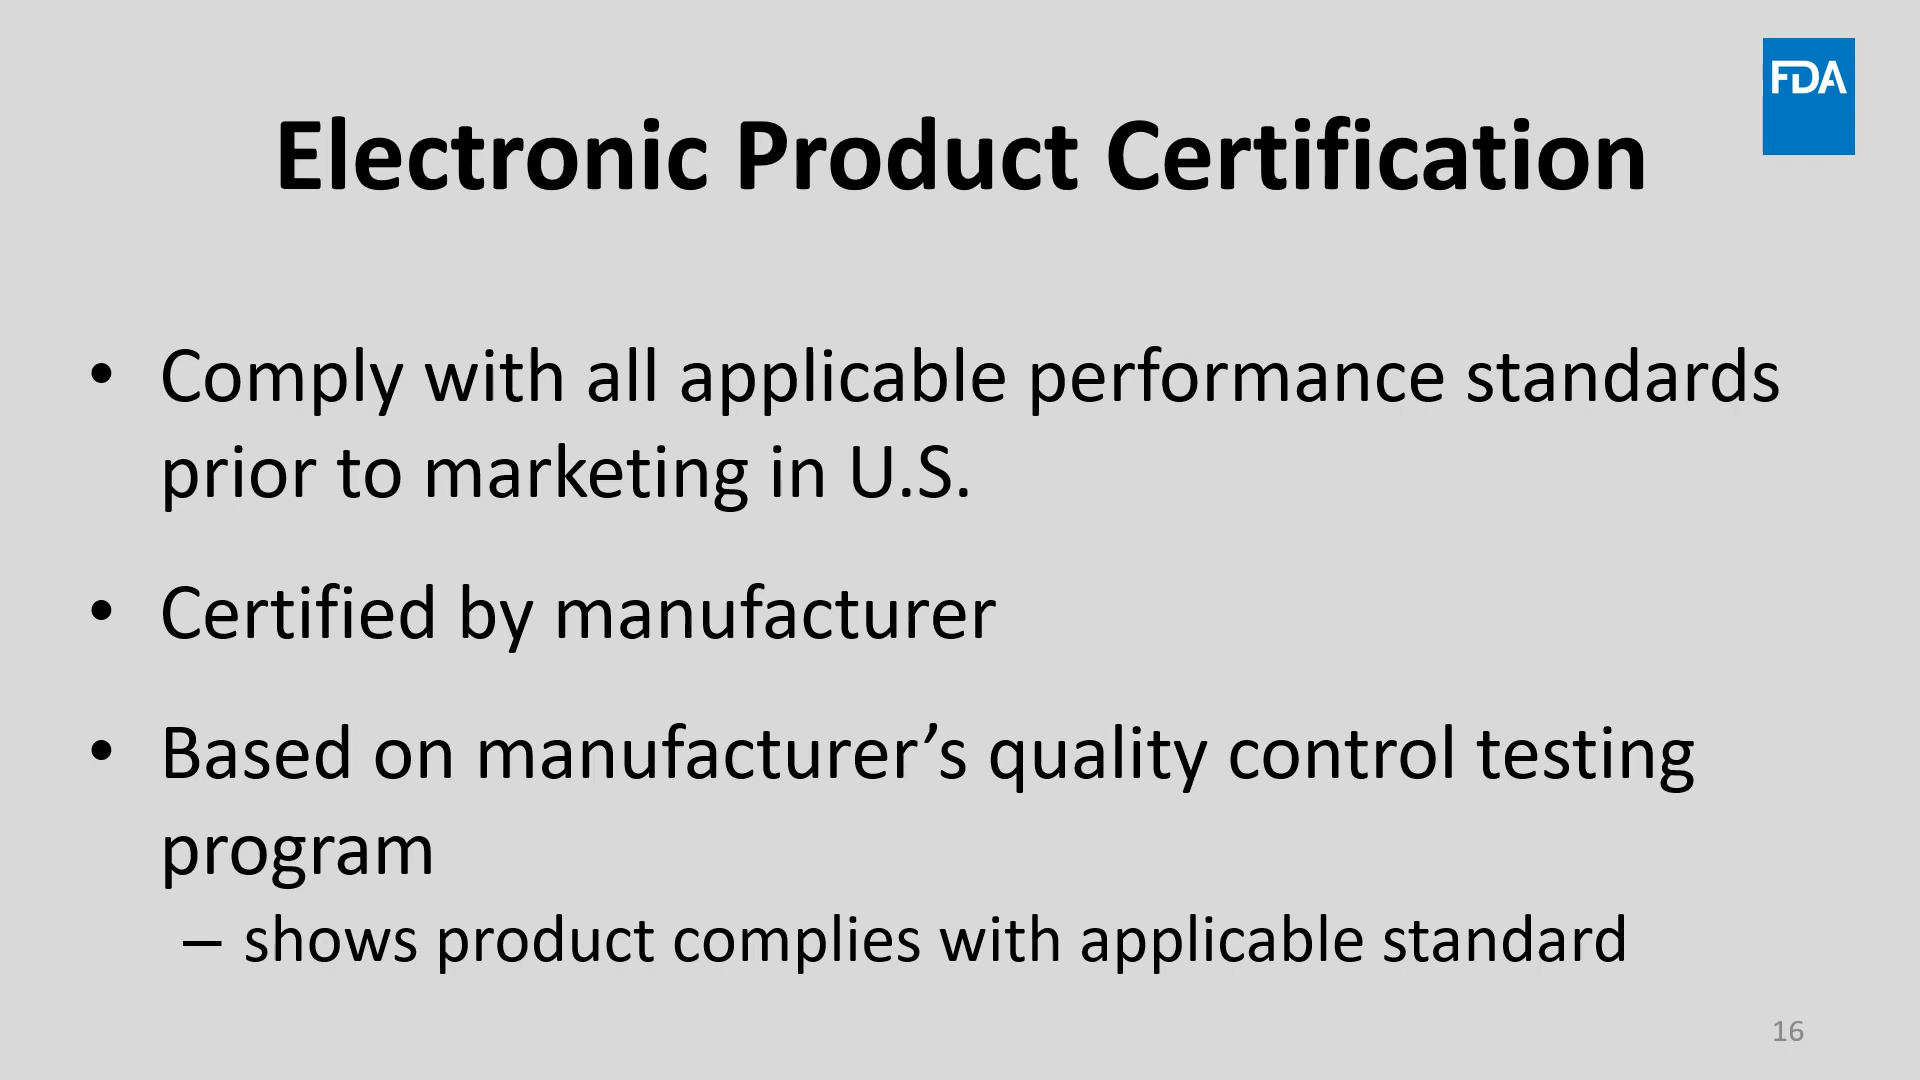 FDA
Electronic Product Certification
• Comply with all applicable performance standards
prior to marketing in U.S.
• Certified by manufacturer
• Based on manufacturer’s quality control testing
program
– shows product complies with applicable standard
16